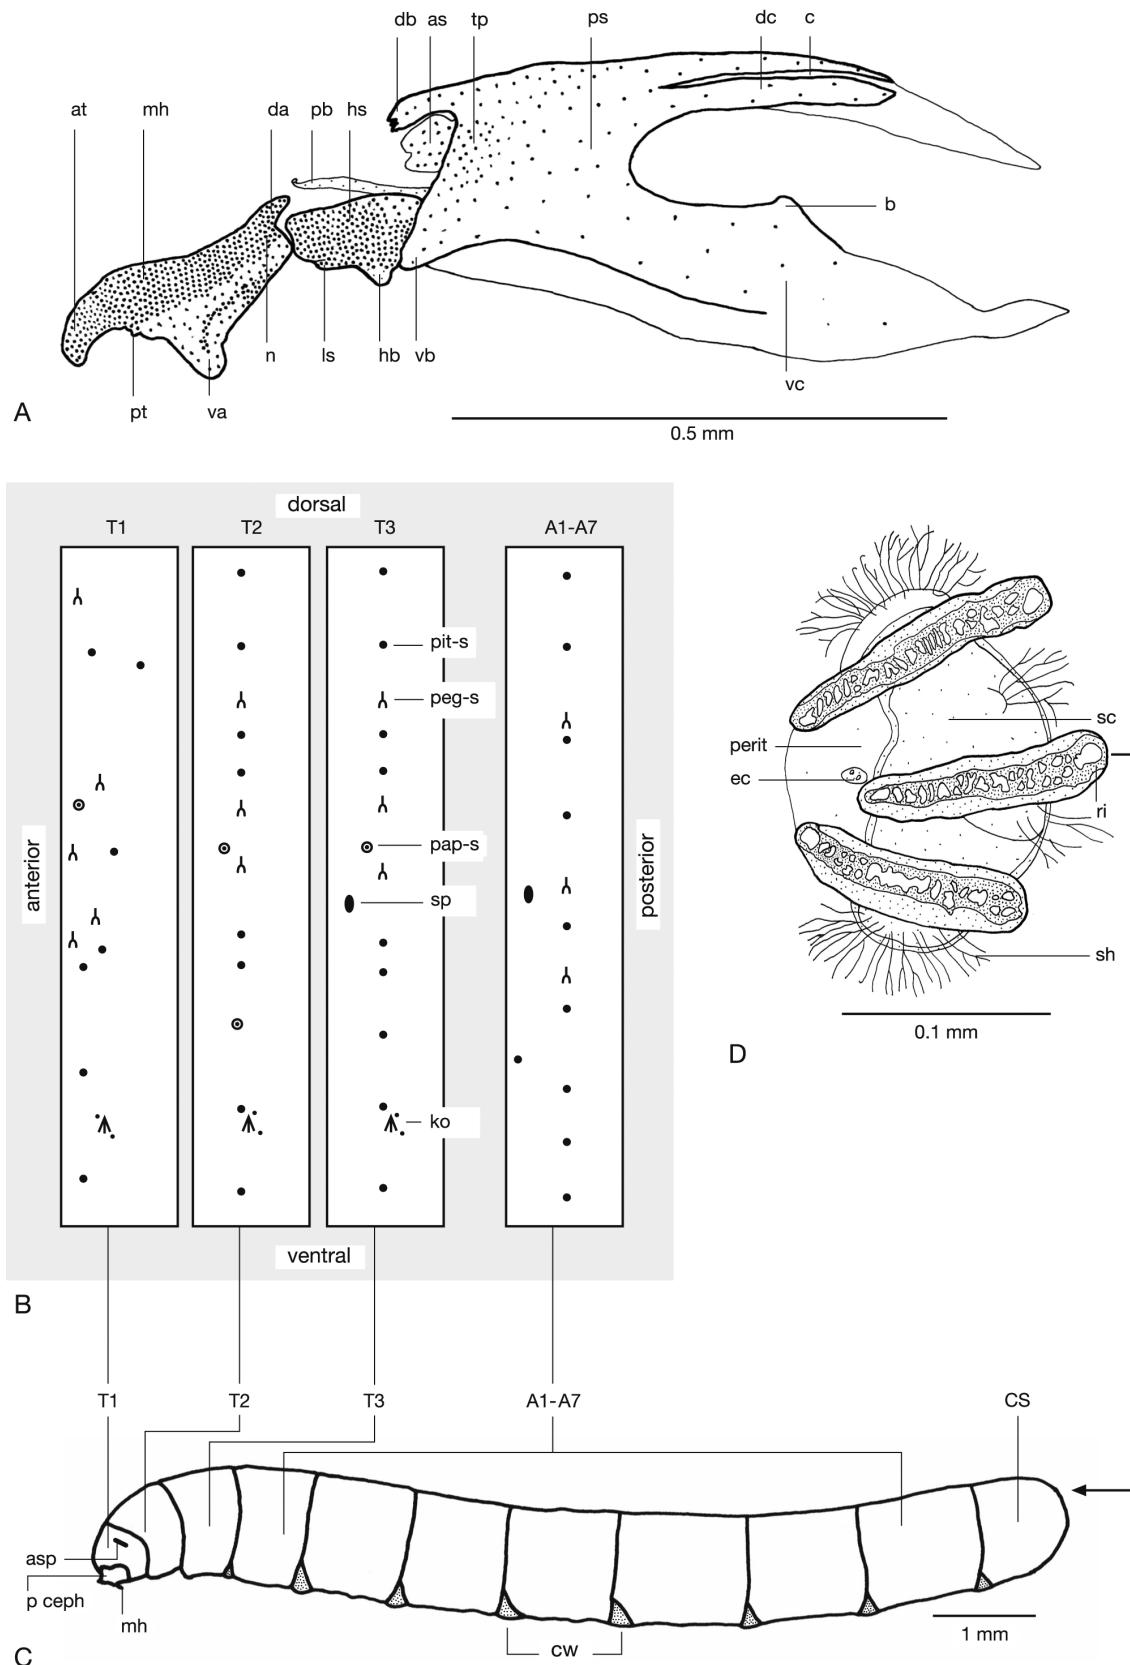 db as tp ps dc c
at mh da pb hs
b
n ls hb vb
vc
A pt va
0.5 mm
dorsal
T1 T2 T3 A1-A7
pit-s
peg-s
sc
perit
ec
ri
anterior
pap-s
posterior
sp
sh
0.1 mm
D
ko
ventral
B
T1 T2 T3 A1-A7 CS
asp
p ceph
mh
1 mm
cw
C